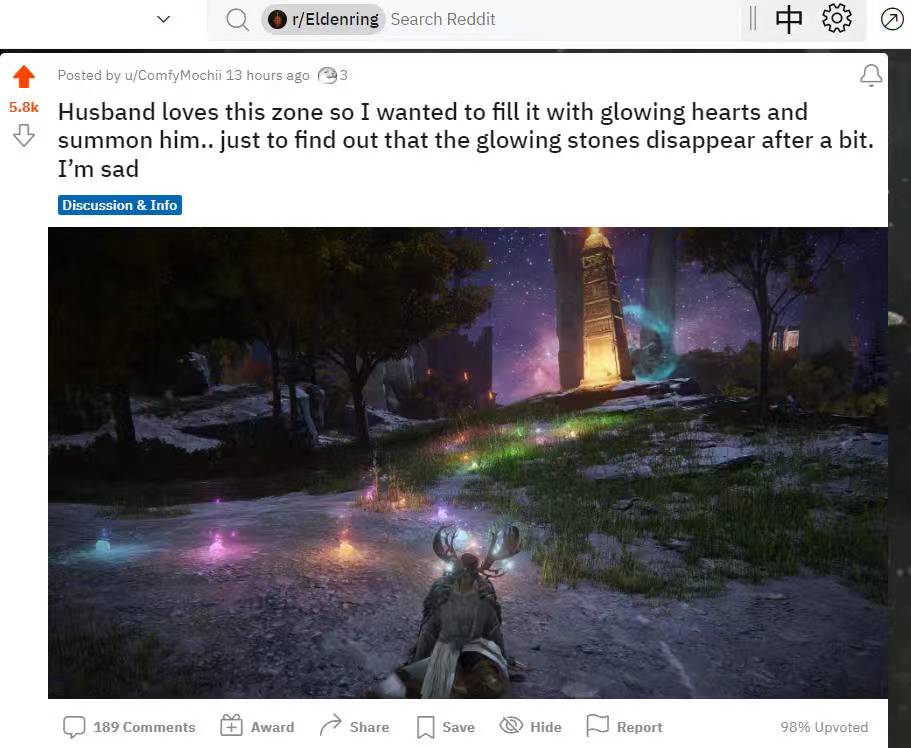 r/Eldenring Search Reddit 中
Posted by u/ComfyMochii 13 hours ago 3
5.8k
Husband loves this zone so I wanted to fill it with glowing hearts and
summon him.. just to find out that the glowing stones disappear after a bit.
I’m sad
Discussion & Info
189 Comments Award Share Save Hide Report 98% Upvoted